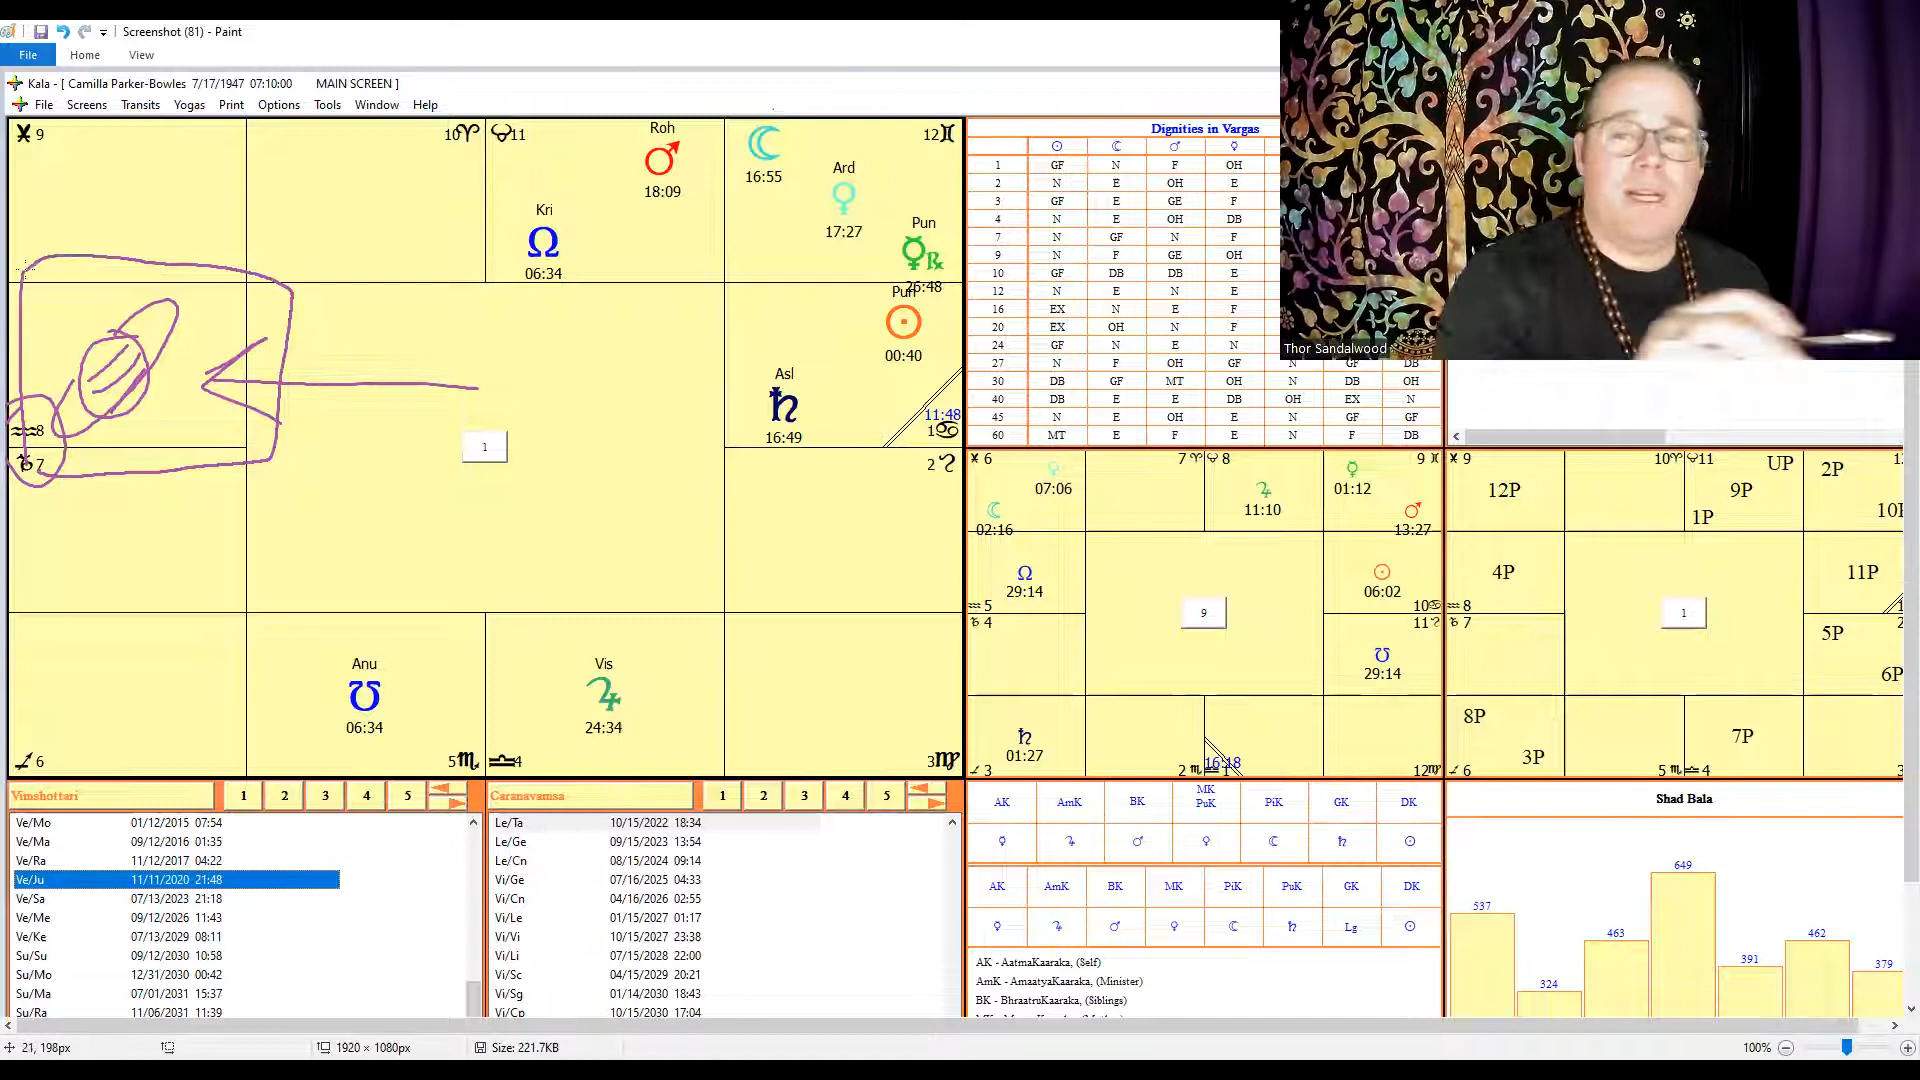 Screenshot (81) - Paint
File Home View
Kala - [ Camilla Parker-Bowles 7/17/1947 07:10:00 MAIN SCREEN ]
File Screens Transits Yogas Print Options Tools Window Help
9
10
11
12
Roh
18:09
Kri
06:34
16:55
Ard
17:27
Pun
26:48
Pun
00:40
Asl
16:49
11:48
8
7
1
2
Anu
06:34
Vis
24:34
6
5
4
3
Dignities in Vargas
1 GF N F OH
2 N E OH E
3 GF E GE F
4 N E OH DB
7 N GF N F
9 N F GE OH
10 GF DB DB E
12 N E N E
16 EX N E F
20 EX OH N F
24 GF N E N
27 N F OH GF N GF DB
30 DB GF MT OH N DB OH
40 DB E E DB OH EX N
45 N E OH E N GF GF
60 MT E F E N F DB
Thor Sandalwood
6 7 8 9
07:06
02:16
11:10
01:12
13:27
29:14
06:02
5
4
9
10
11
29:14
01:27
16:18
3 2 1 12
9 10 11
12P 9P UP 2P
1P 10P
4P 11P
8 7
1
5P
6P
8P 3P 7P
6 5 4 3
Vimshottari 1 2 3 4 5
Ve/Mo 01/12/2015 07:54
Ve/Ma 09/12/2016 01:35
Ve/Ra 11/12/2017 04:22
Ve/Ju 11/11/2020 21:48
Ve/Sa 07/13/2023 21:18
Ve/Me 09/12/2026 11:43
Ve/Ke 07/13/2029 08:11
Su/Su 09/12/2030 10:58
Su/Mo 12/31/2030 00:42
Su/Ma 07/01/2031 15:37
Su/Ra 11/06/2031 11:39
Caranavamsa 1 2 3 4 5
Le/Ta 10/15/2022 18:34
Le/Ge 09/15/2023 13:54
Le/Cn 08/15/2024 09:14
Vi/Ge 07/16/2025 04:33
Vi/Cn 04/16/2026 02:55
Vi/Le 01/15/2027 01:17
Vi/Vi 10/15/2027 23:38
Vi/Li 07/15/2028 22:00
Vi/Sc 04/15/2029 20:21
Vi/Sg 01/14/2030 18:43
Vi/Cp 10/15/2030 17:04
AK AmK BK MK PuK PiK GK DK
AK AmK BK MK PiK PuK GK DK
Lg
AK - AatmaKaaraka, (Self)
AmK - AmaatyaKaaraka, (Minister)
BK - BhraatruKaaraka, (Siblings)
Shad Bala
537
324
463
649
391
462
379
21, 198px 1920 × 1080px Size: 221.7KB 100%